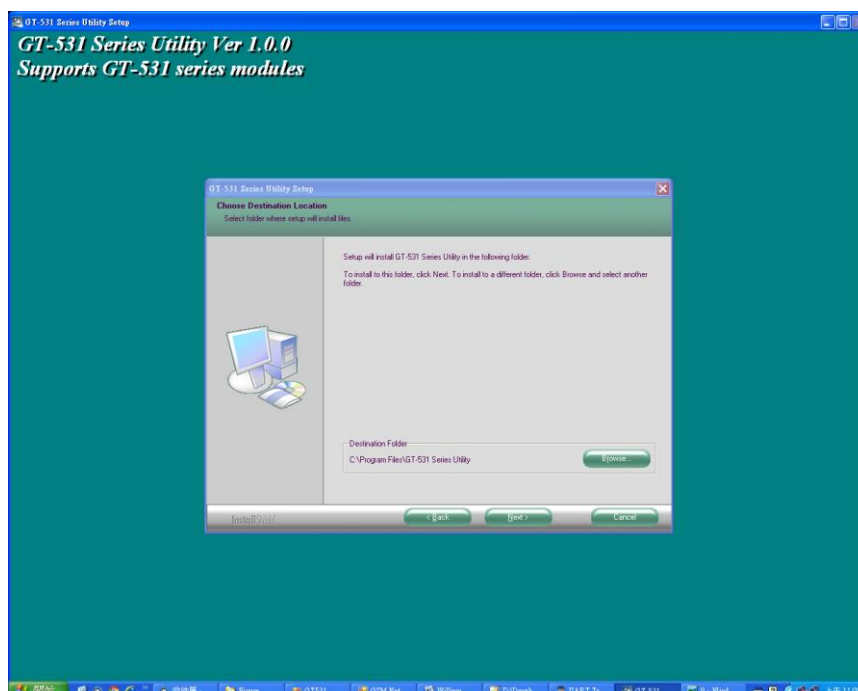 GT-531 Series Utility Setup
GT-531 Series Utility Ver 1.0.0
Supports GT-531 series modules
GT-531 Series Utility Setup
Choose Destination Location
Select folder where setup will install files.
Setup will install GT-531 Series Utility in the following folder.
To install to this folder, click Next. To install to a different folder, click Browse and select another
folder.
Destination Folder
C:\Program Files\GT-531 Series Utility
Browse...
InstallShield
< Back
Next >
Cancel